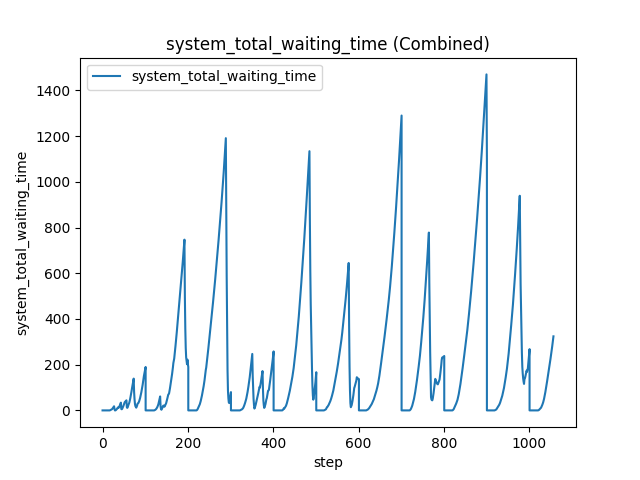 system_total_waiting_time (Combined)
system_total_waiting_time
1400
1200
1000
800
600
400
200
0
system_total_waiting_time
0 200 400 600 800 1000
step